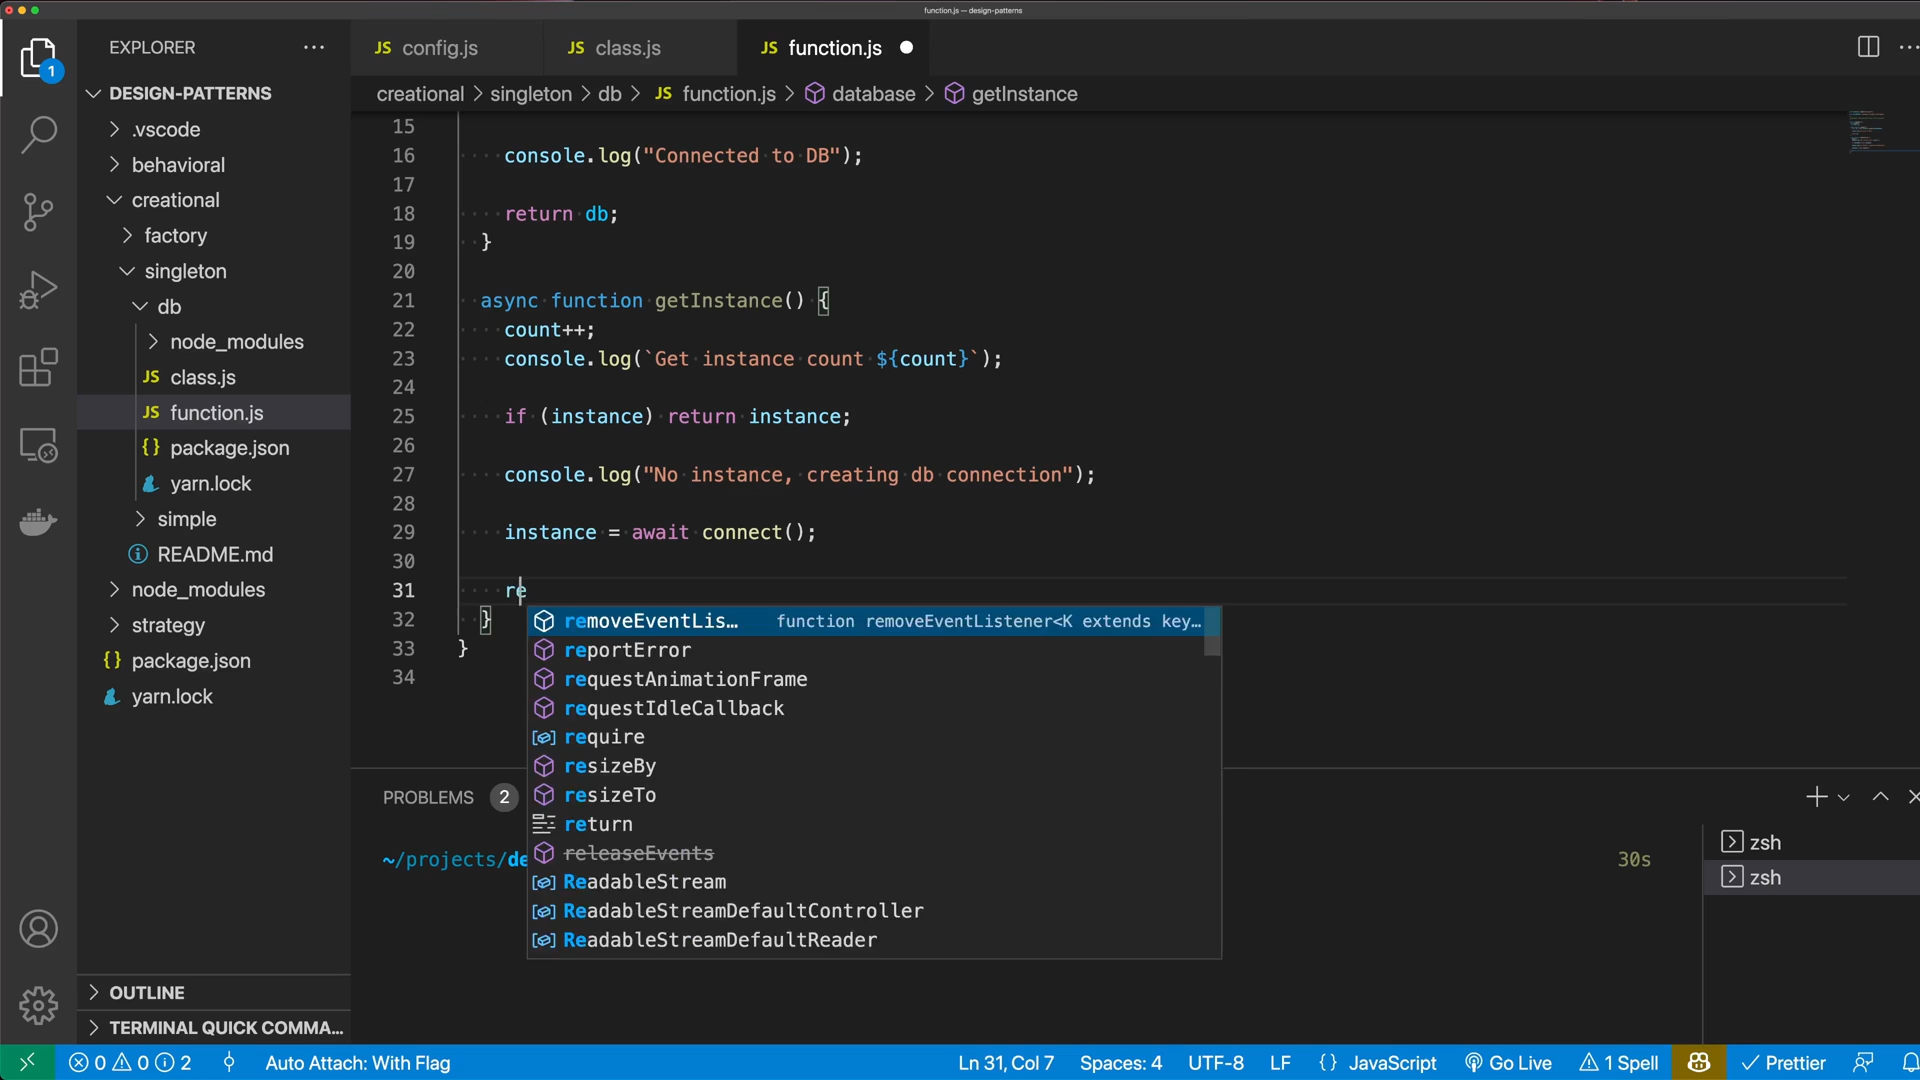 function.js — design-patterns
EXPLORER
config.js
class.js
function.js
DESIGN-PATTERNS
.vscode
behavioral
creational
factory
singleton
db
node_modules
class.js
function.js
package.json
yarn.lock
simple
README.md
node_modules
strategy
package.json
yarn.lock
OUTLINE
TERMINAL QUICK COMMA...
creational > singleton > db > JS function.js > database > getInstance
15
16 console.log("Connected to DB");
17
18 return db;
19 }
20
21 async function getInstance() {
22 count++;
23 console.log(`Get instance count ${count}`);
24
25 if (instance) return instance;
26
27 console.log("No instance, creating db connection");
28
29 instance = await connect();
30
31 re
32 }
33 }
34
removeEventLis... function removeEventListener<K extends key...
reportError
requestAnimationFrame
requestIdleCallback
require
resizeBy
resizeTo
return
releaseEvents
ReadableStream
ReadableStreamDefaultController
ReadableStreamDefaultReader
PROBLEMS 2
~/projects/de
30s
zsh
zsh
0 0 2 Auto Attach: With Flag Ln 31, Col 7 Spaces: 4 UTF-8 LF {} JavaScript Go Live 1 Spell Prettier